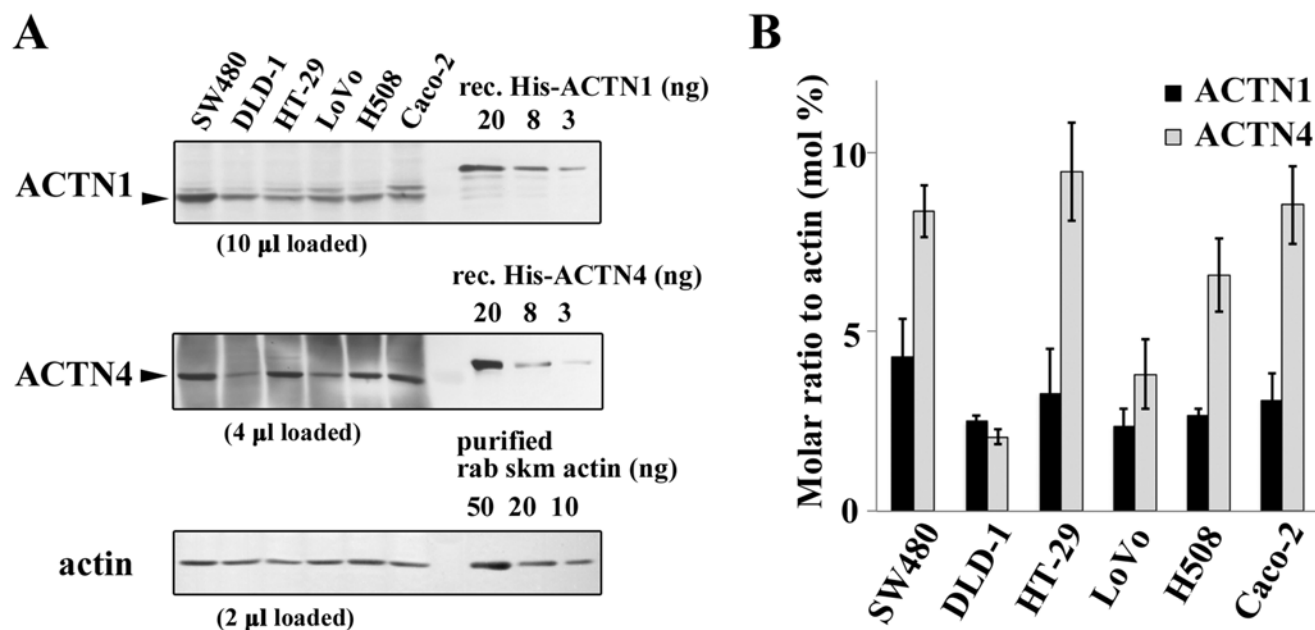 A
SW480
DLD-1
HT-29
LoVo
H508
Caco-2
rec. His-ACTN1 (ng)
20 8 3
ACTN1
(10 µl loaded)
rec. His-ACTN4 (ng)
20 8 3
ACTN4
(4 µl loaded)
purified
rab skm actin (ng)
50 20 10
actin
(2 µl loaded)
B
ACTN1
ACTN4
Molar ratio to actin (mol %)
10
5
0
SW480
DLD-1
HT-29
LoVo
H508
Caco-2